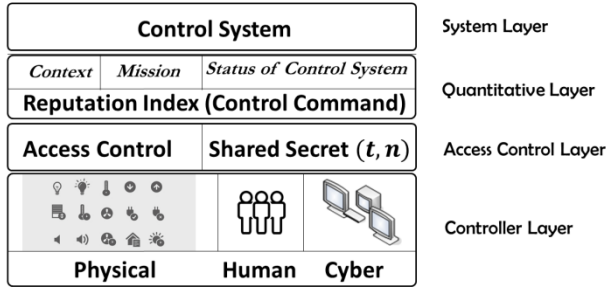 Control System
System Layer
Context Mission Status of Control System
Reputation Index (Control Command)
Quantitative Layer
Access Control Shared Secret (t, n)
Access Control Layer
Controller Layer
Physical Human Cyber